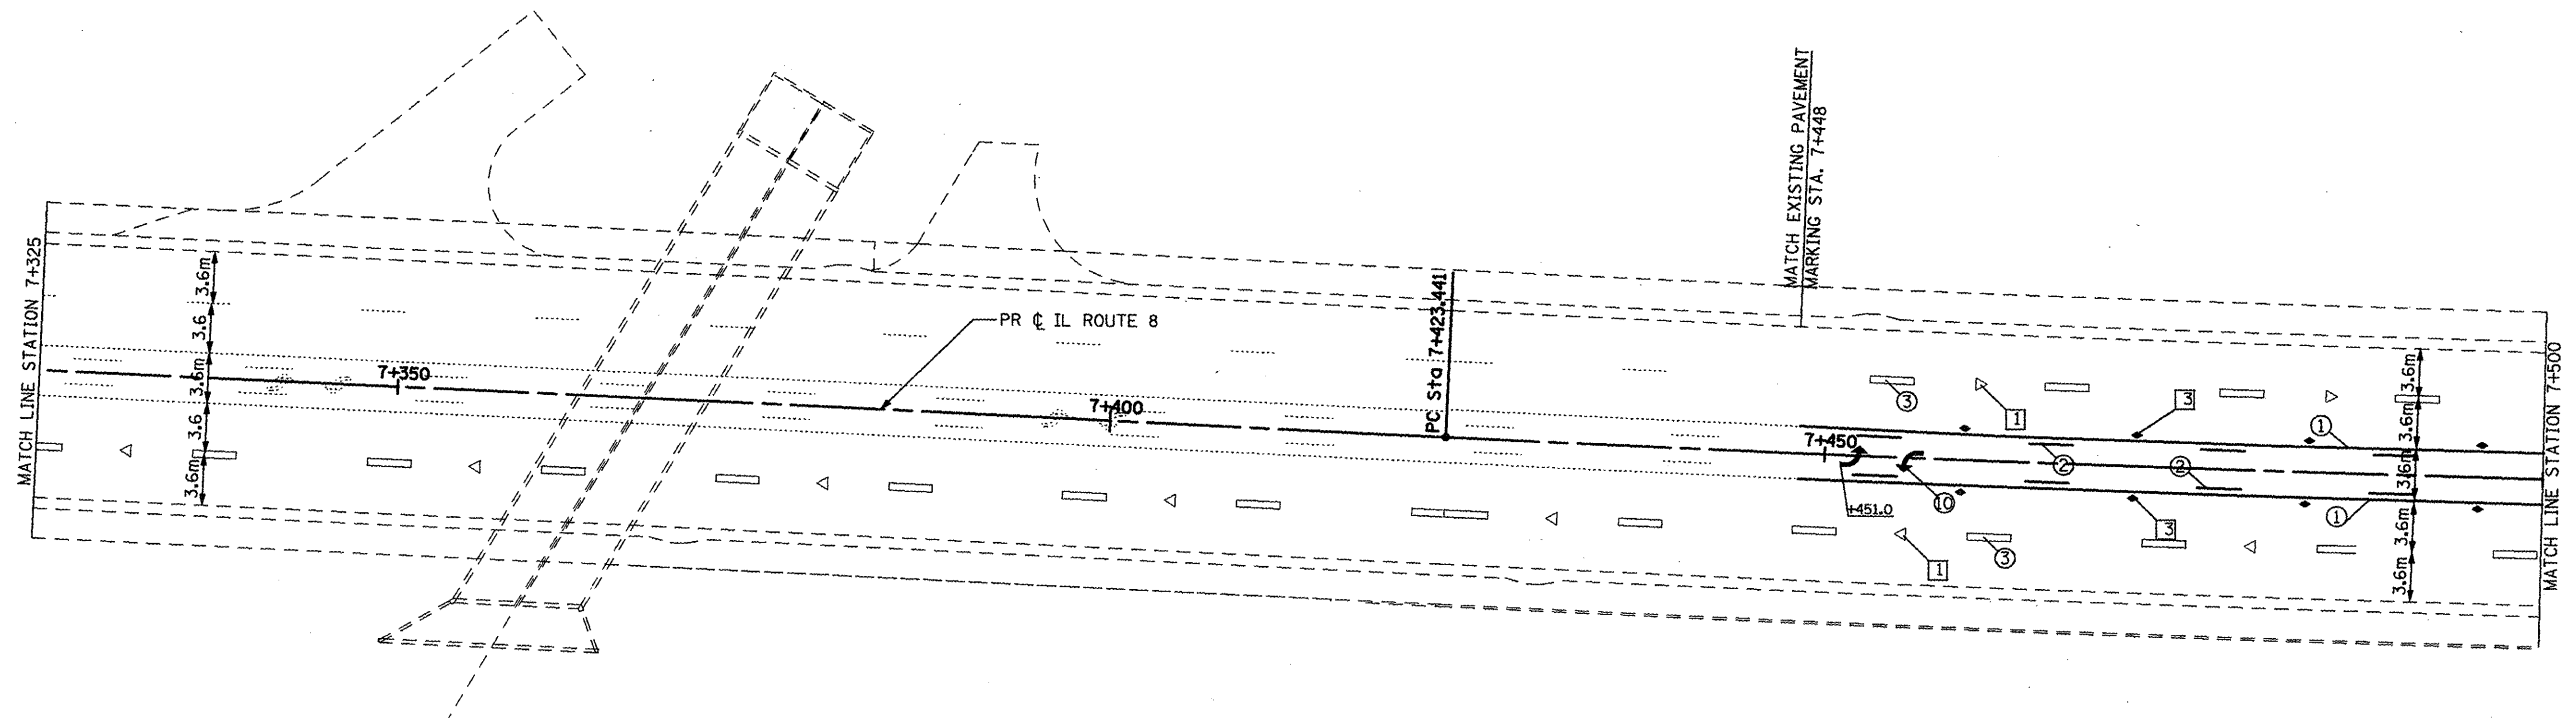 MATCH LINE STATION 7+325
3.6m
3.6
3.6m
3.6
3.6m
7+350
7+400
PR ℄ IL ROUTE 8
PC Sta 7+423.441
MATCH EXISTING PAVEMENT
MARKING STA. 7+448
7+450
+451.0
10
3
1
3
1
2
2
1
3
1
3
1
3.6m
3.6m
3.6m
3.6m
3.6m
MATCH LINE STATION 7+500